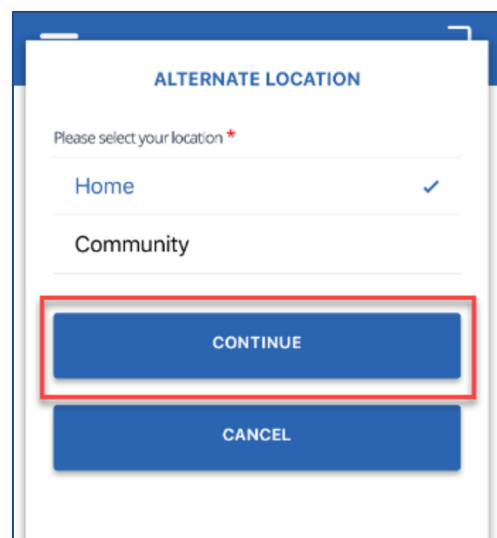 ALTERNATE LOCATION
Please select your location *
Home
Community
CONTINUE
CANCEL